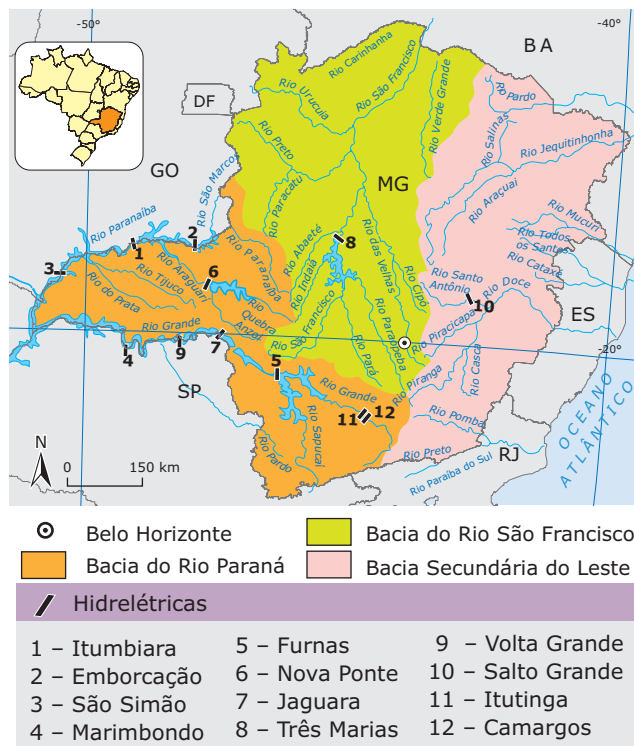 -50°
-40°
BA
Rio Carinhanha
Rio São Francisco
Rio Urucuia
Rio Verde Grande
DF
Rio Pardo
Rio Salinas
Rio Jequitinhonha
Rio Preto
GO
Rio São Marcos
Rio Paracatu
MG
Rio Araçuaí
Rio Mucuri
Rio Paranaíba
2
1
Rio Abaeté
8
Rio das Velhas
Rio Todos
os Santos
Rio Cataxé
3
Rio Paranaíba
6
Rio Araguari
Rio Tijuco
Rio do Prata
Rio Indaiá
Rio Cipó
Rio Santo
Antônio
Rio Doce
10
Rio Quebra
Anzol
Rio São Francisco
Rio Paraopeba
Rio Piracicaba
ES
Rio Grande
4
9
7
5
Rio Pará
-20°
Rio Casca
Rio Piranga
SP
Rio Grande
11
12
Rio Pomba
Rio Sapucaí
Rio Pardo
Rio Preto
RJ
Rio Paraíba do Sul
OCEANO
ATLÂNTICO
N
0 150 km
Belo Horizonte
Bacia do Rio São Francisco
Bacia do Rio Paraná
Bacia Secundária do Leste
Hidrelétricas
1 – Itumbiara
2 – Emborcação
3 – São Simão
4 – Marimbondo
5 – Furnas
6 – Nova Ponte
7 – Jaguara
8 – Três Marias
9 – Volta Grande
10 – Salto Grande
11 – Itutinga
12 – Camargos